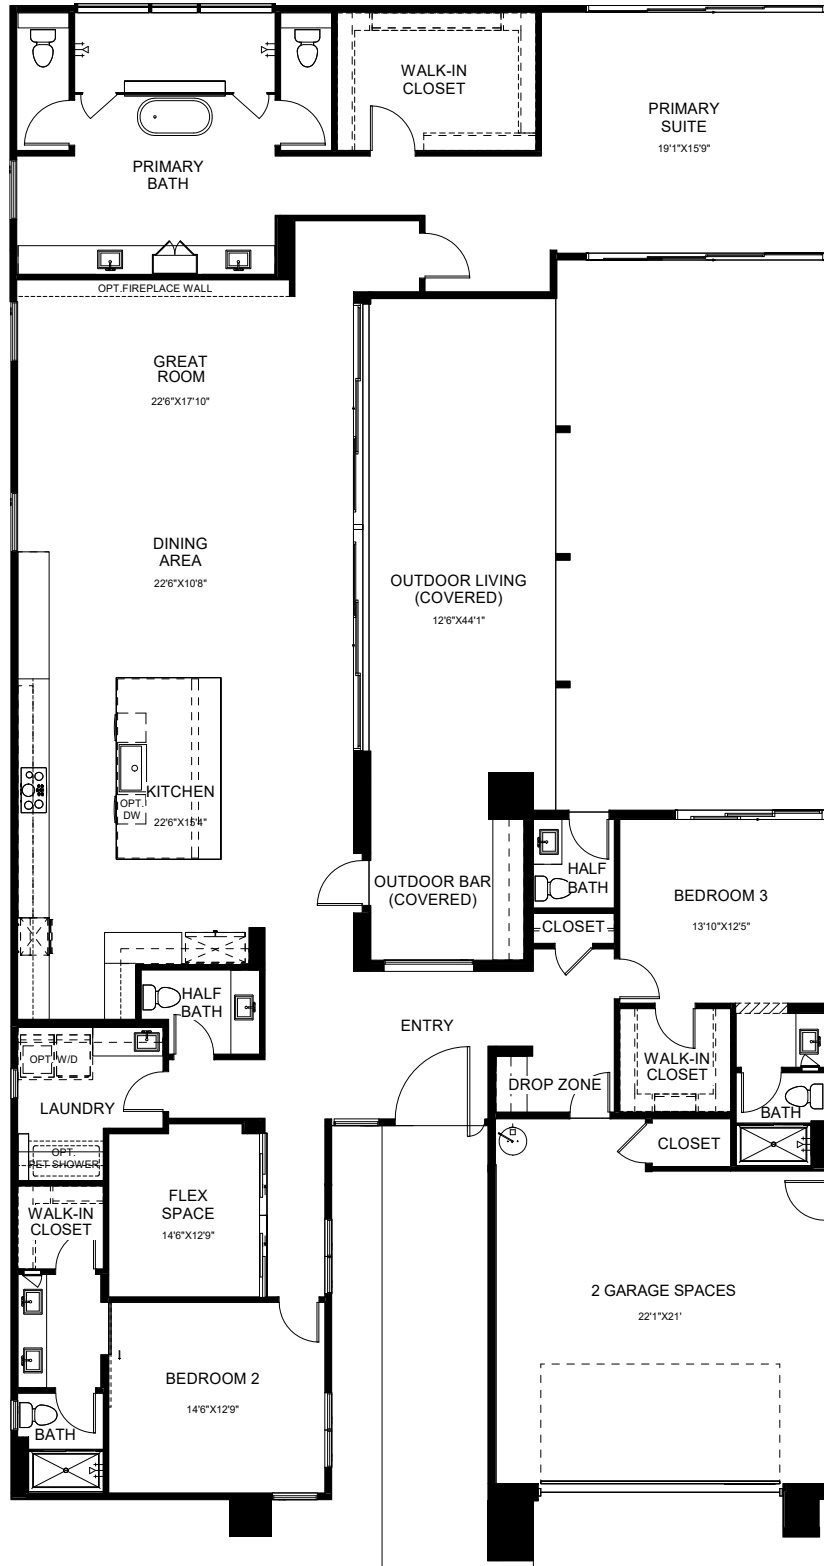 WALK-IN
CLOSET
PRIMARY
SUITE
19'1"X15'9"
PRIMARY
BATH
OPT.FIREPLACE WALL
GREAT
ROOM
22'6"X17'10"
DINING
AREA
22'6"X10'8"
OUTDOOR LIVING
(COVERED)
12'6"X44'1"
KITCHEN
OPT.
DW
22'6"X15'4"
OUTDOOR BAR
(COVERED)
HALF
BATH
BEDROOM 3
13'10"X12'5"
CLOSET
HALF
BATH
ENTRY
OPT. W/D
LAUNDRY
DROP ZONE
WALK-IN
CLOSET
BATH
CLOSET
OPT.
PET SHOWER
FLEX
SPACE
14'6"X12'9"
WALK-IN
CLOSET
2 GARAGE SPACES
22'1"X21'
BEDROOM 2
14'6"X12'9"
BATH